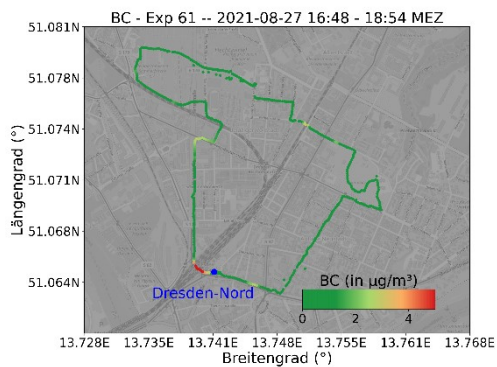 BC - Exp 61 -- 2021-08-27 16:48 - 18:54 MEZ
51.081N
51.078N
51.074N
51.071N
51.068N
51.064N
Längengrad (°)
Dresden-Nord
BC (in µg/m³)
0 2 4
13.728E 13.735E 13.741E 13.748E 13.755E 13.761E 13.768E
Breitengrad (°)